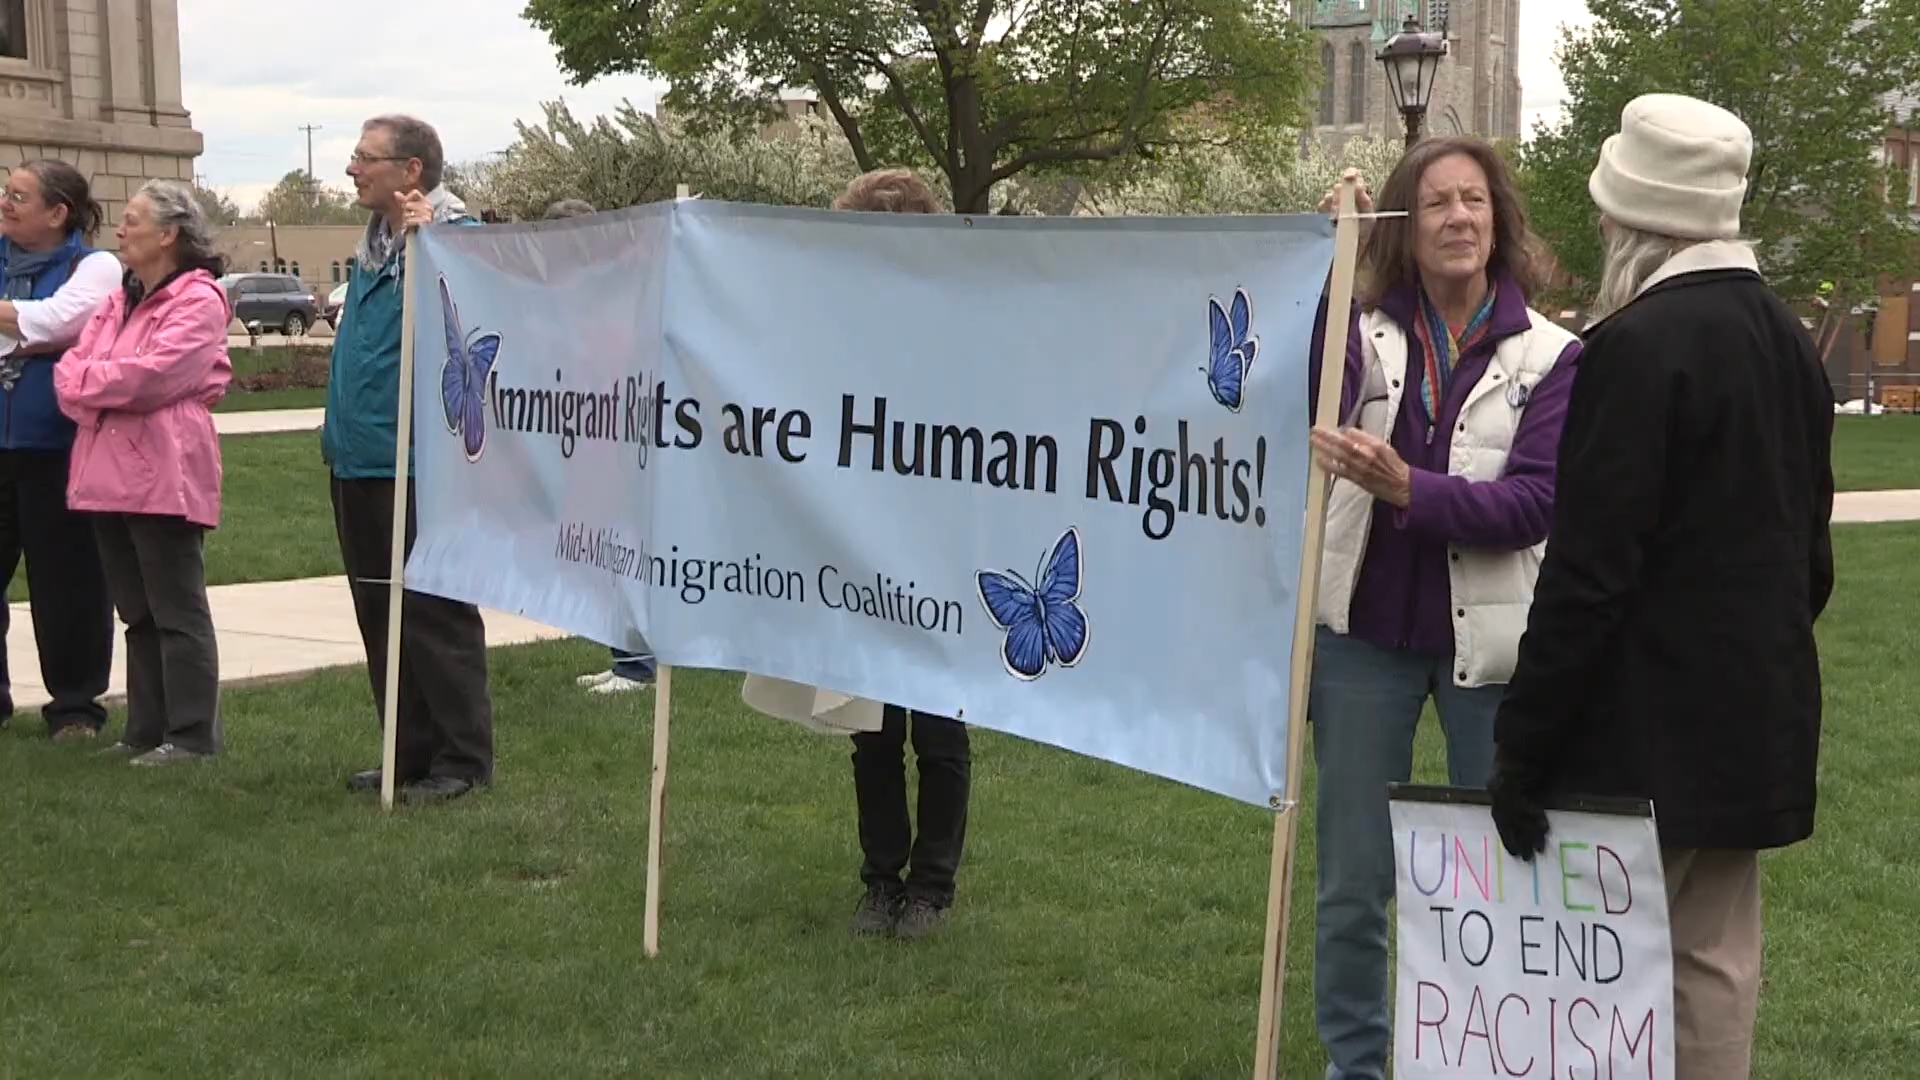 Immigrant Rights are Human Rights!
Mid-Michigan Immigration Coalition
UNITED
TO END
RACISM